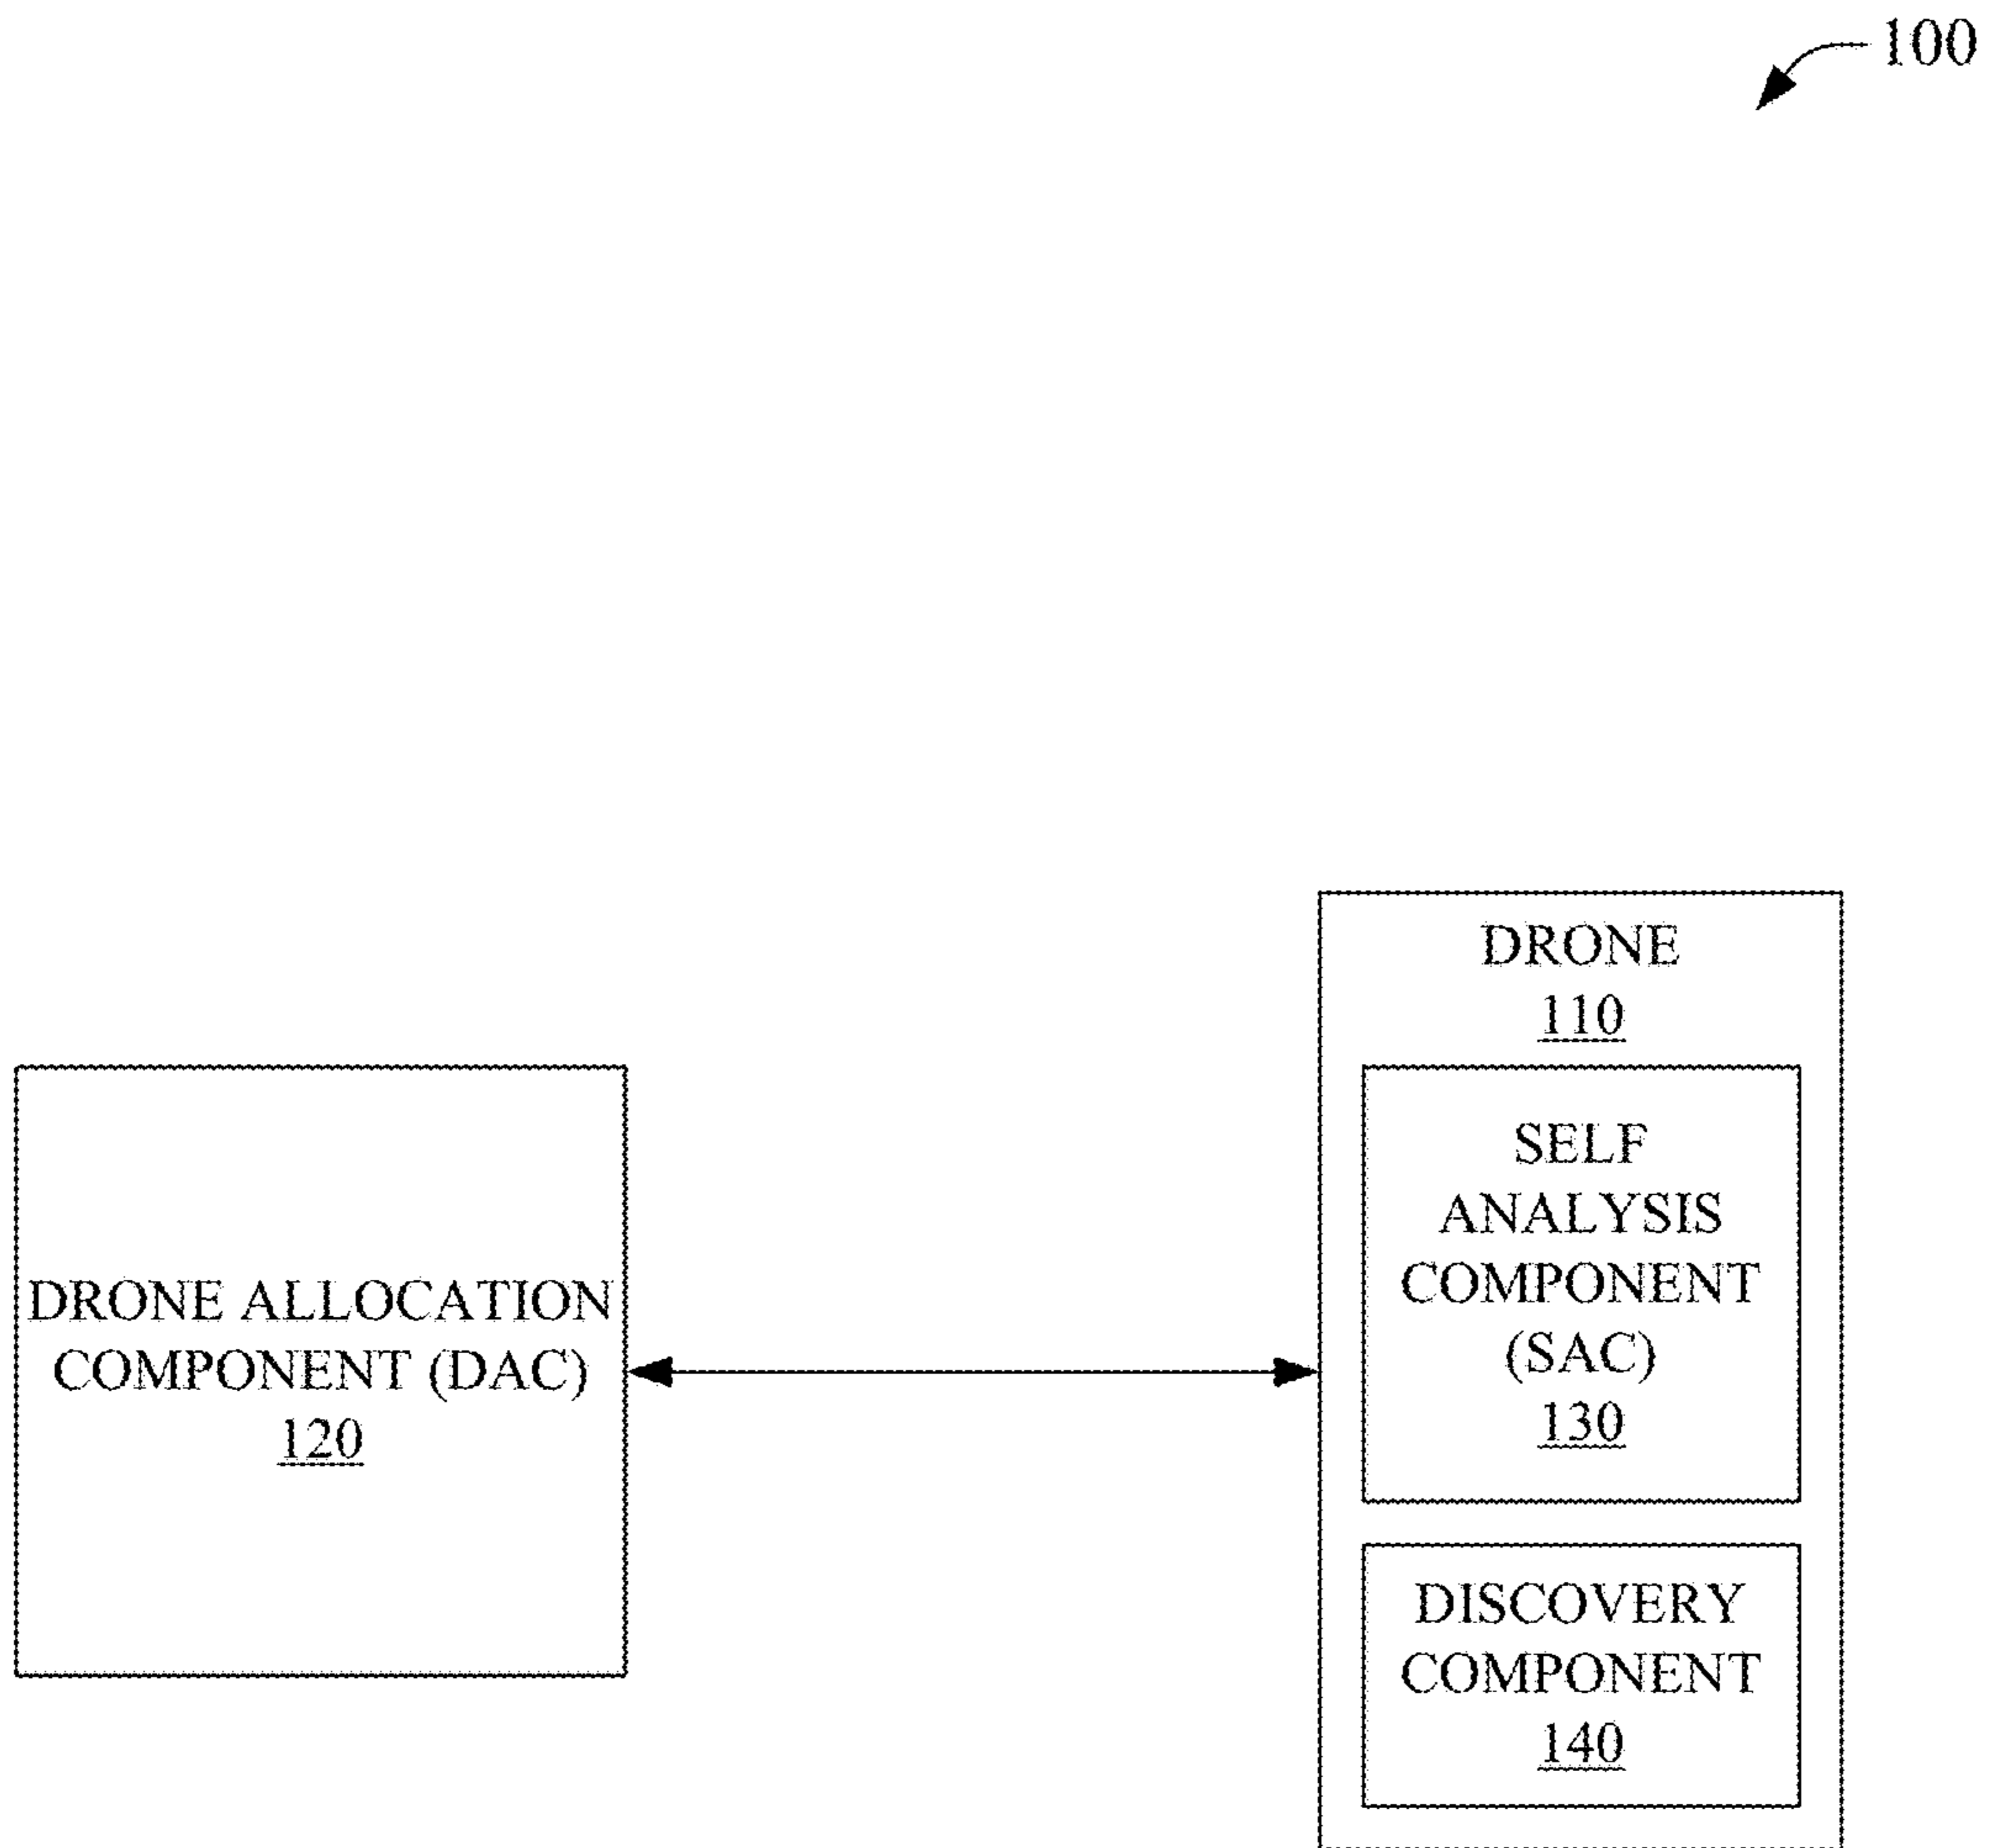 100
DRONE
110
SELF
ANALYSIS
COMPONENT
(SAC)
130
DRONE ALLOCATION
COMPONENT (DAC)
120
DISCOVERY
COMPONENT
140